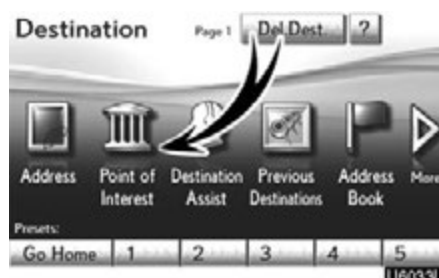 Destination Page 1 Del.Dest. ?
Address Point of Interest Destination Assist Previous Destinations Address Book More
Presets:
Go Home 1 2 3 4 5
U6033L